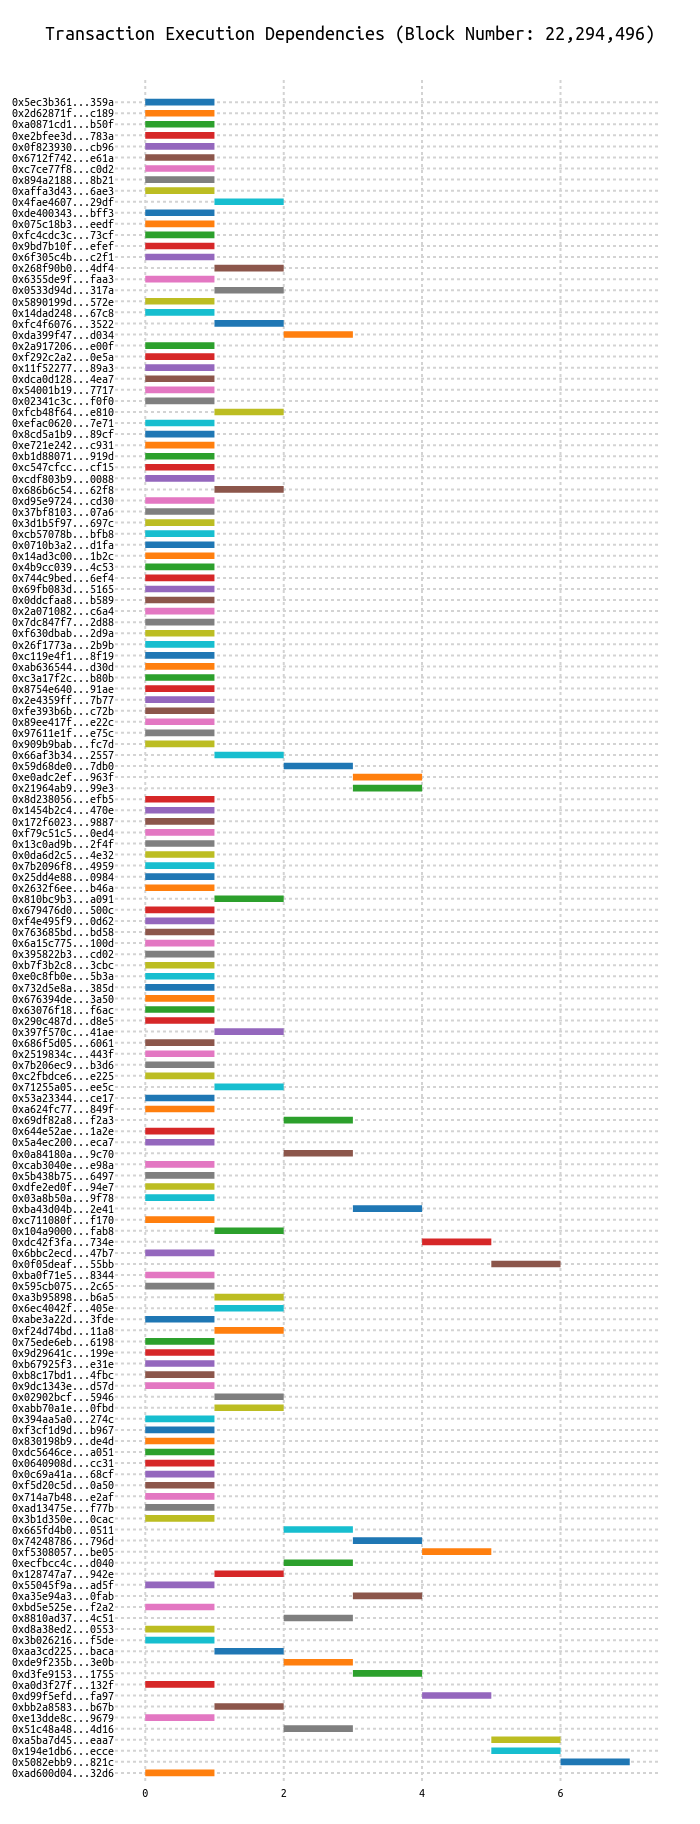 Transaction Execution Dependencies (Block Number: 22,294,496)
0x5ec3b361...359a
0x2d62871f...c189
0xa0871cd1...b50f
0xe2bfee3d...783a
0x0f823930...cb96
0x6712f742...e61a
0xc7ce77f8...c0d2
0x894a2188...8b21
0xaffa3d43...6ae3
0x4fae4607...29df
0xde400343...bff3
0x075c18b3...eedf
0xfc4cdc3c...73cf
0x9bd7b10f...efef
0x6f305c4b...c2f1
0x268f90b0...4df4
0x6355de9f...faa3
0x0533d94d...317a
0x5890199d...572e
0x14dad248...67c8
0xfc4f6076...3522
0xda399f47...d034
0x2a917206...e00f
0xf292c2a2...0e5a
0x11f52277...89a3
0xdca0d128...4ea7
0x54001b19...7717
0x02341c3c...f0f0
0xfcb48f64...e810
0xefac0620...7e71
0x8cd5a1b9...89cf
0xe721e242...c931
0xb1d88071...919d
0xc547cfcc...cf15
0xcdf803b9...0088
0x686b6c54...62f8
0xd95e9724...cd30
0x37bf8103...07a6
0x3d1b5f97...697c
0xcb57078b...bfb8
0x0710b3a2...d1fa
0x14ad3c00...1b2c
0x4b9cc039...4c53
0x744c9bed...6ef4
0x69fb083d...5165
0x0ddcfaa8...b589
0x2a071082...c6a4
0x7dc847f7...2d88
0xf630dbab...2d9a
0x26f1773a...2b9b
0xc119e4f1...8f19
0xab636544...d30d
0xc3a17f2c...b80b
0x8754e640...91ae
0x2e4359ff...7b77
0xfe393b6b...c72b
0x89ee417f...e22c
0x97611e1f...e75c
0x909b9bab...fc7d
0x66af3b34...2557
0x59d68de0...7db0
0xe0adc2ef...963f
0x21964ab9...99e3
0x8d238056...efb5
0x1454b2c4...470e
0x172f6023...9887
0xf79c51c5...0ed4
0x13c0ad9b...2f4f
0x0da6d2c5...4e32
0x7b2096f8...4959
0x25dd4e88...0984
0x2632f6ee...b46a
0x810bc9b3...a091
0x679476d0...500c
0xf4e495f9...0d62
0x763685bd...bd58
0x6a15c775...100d
0x395822b3...cd02
0xb7f3b2c8...3cbc
0xe0c8fb0e...5b3a
0x732d5e8a...385d
0x676394de...3a50
0x63076f18...f6ac
0x290c487d...d8e5
0x397f570c...41ae
0x686f5d05...6061
0x2519834c...443f
0x7b206ec9...b3d6
0xc2fbdce6...e225
0x71255a05...ee5c
0x53a23344...ce17
0xa624fc77...849f
0x69df82a8...f2a3
0x644e52ae...1a2e
0x5a4ec200...eca7
0x0a84180a...9c70
0xcab3040e...e98a
0x5b438b75...6497
0xdfe2ed0f...94e7
0x03a8b50a...9f78
0xba43d04b...2e41
0xc711080f...f170
0x104a9000...fab8
0xdc42f3fa...734e
0x6bbc2ecd...47b7
0x0f05deaf...55bb
0xba0f71e5...8344
0x595cb075...2c65
0xa3b95898...b6a5
0x6ec4042f...405e
0xabe3a22d...3fde
0xf24d74bd...11a8
0x75ede6eb...6198
0x9d29641c...199e
0xb67925f3...e31e
0xb8c17bd1...4fbc
0x9dc1343e...d57d
0x02902bcf...5946
0xabb70a1e...0fbd
0x394aa5a0...274c
0xf3cf1d9d...b967
0x830198b9...de4d
0xdc5646ce...a051
0x0640908d...cc31
0x0c69a41a...68cf
0xf5d20c5d...0a50
0x714a7b48...e2af
0xad13475e...f77b
0x3b1d350e...0cac
0x665fd4b0...0511
0x74248786...796d
0xf5308057...be05
0xecfbcc4c...d040
0x128747a7...942e
0x55045f9a...ad5f
0xa35e94a3...0fab
0xbd5e525e...f2a2
0x8810ad37...4c51
0xd8a38ed2...0553
0x3b026216...f5de
0xaa3cd225...baca
0xde9f235b...3e0b
0xd3fe9153...1755
0xa0d3f27f...132f
0xd99f5efd...fa97
0xbb2a8583...b67b
0xe13dde8c...9679
0x51c48a48...4d16
0xa5ba7d45...eaa7
0x194e1db6...ecce
0x5082ebb9...821c
0xad600d04...32d6
0 2 4 6